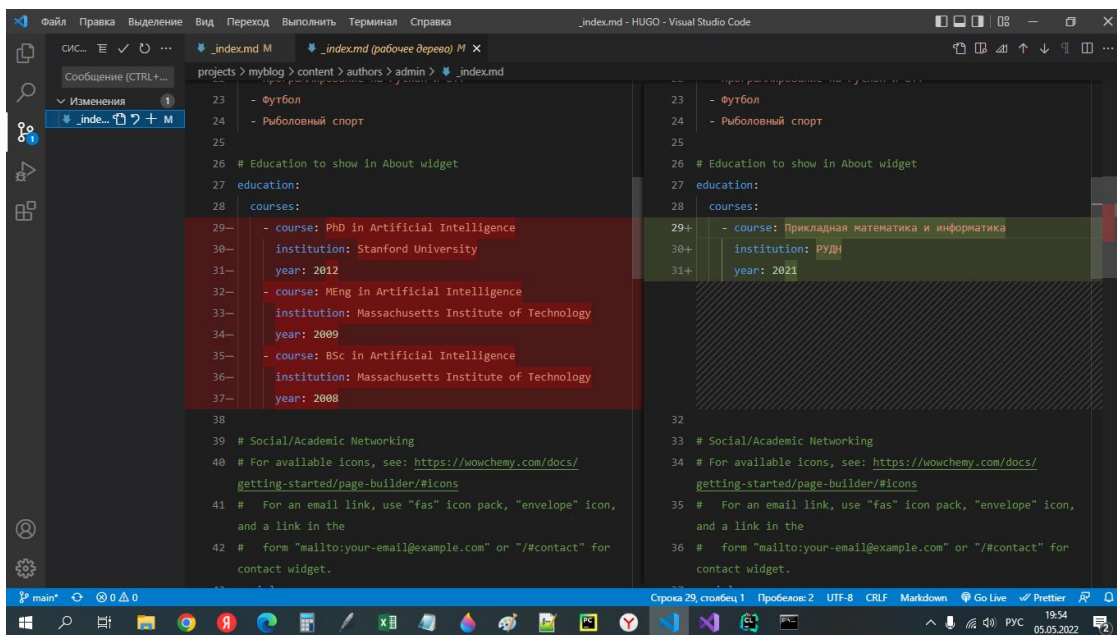 Файл Правка Выделение Вид Переход Выполнить Терминал Справка
_index.md - HUGO - Visual Studio Code
СИС...
_index.md M
_index.md (рабочее дерево) M
Сообщение (CTRL+...
projects > myblog > content > authors > admin > _index.md
Изменения 1
_inde... M
1
23 - Футбол
24 - Рыболовный спорт
25
26 # Education to show in About widget
27 education:
28 courses:
29— - course: PhD in Artificial Intelligence
30— institution: Stanford University
31— year: 2012
32— - course: MEng in Artificial Intelligence
33— institution: Massachusetts Institute of Technology
34— year: 2009
35— - course: BSc in Artificial Intelligence
36— institution: Massachusetts Institute of Technology
37— year: 2008
38
39 # Social/Academic Networking
40 # For available icons, see: https://wowchemy.com/docs/
getting-started/page-builder/#icons
41 # For an email link, use "fas" icon pack, "envelope" icon,
and a link in the
42 # form "mailto:your-email@example.com" or "/#contact" for
contact widget.
23 - Футбол
24 - Рыболовный спорт
25
26 # Education to show in About widget
27 education:
28 courses:
29+ - course: Прикладная математика и информатика
30+ institution: РУДН
31+ year: 2021
32
33 # Social/Academic Networking
34 # For available icons, see: https://wowchemy.com/docs/
getting-started/page-builder/#icons
35 # For an email link, use "fas" icon pack, "envelope" icon,
and a link in the
36 # form "mailto:your-email@example.com" or "/#contact" for
contact widget.
main* 0 0
Строка 29, столбец 1 Пробелов: 2 UTF-8 CRLF Markdown Go Live Prettier
РУС
19:54
05.05.2022
2